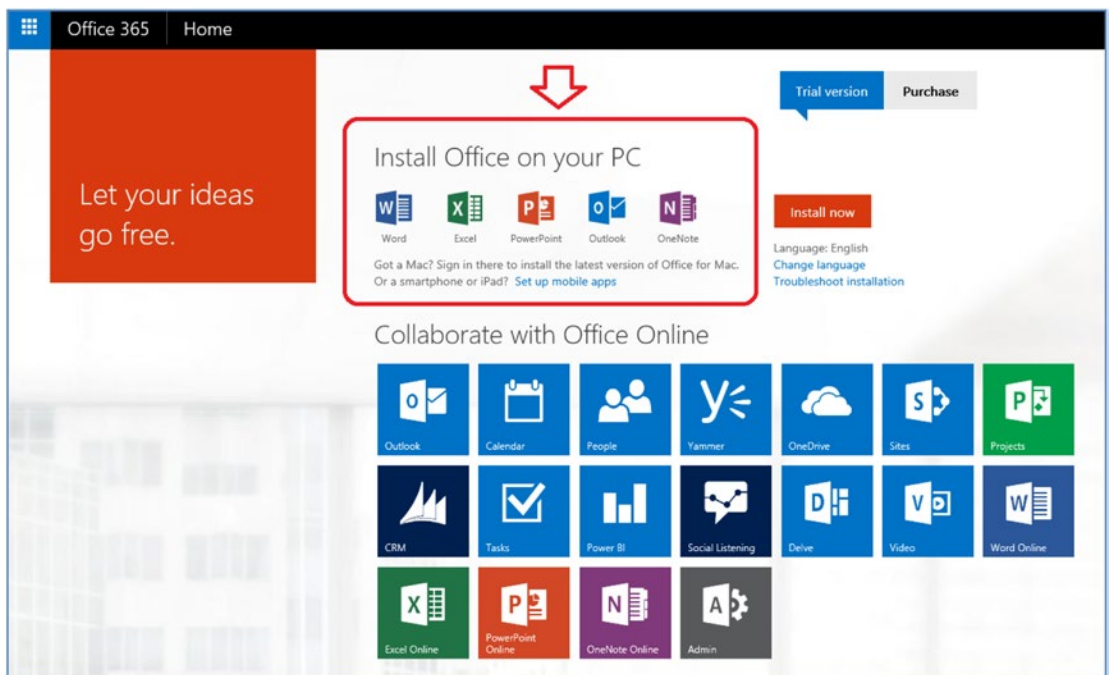 Office 365
Home
Let your ideas
go free.
Trial version
Purchase
Install Office on your PC
Word
Excel
PowerPoint
Outlook
OneNote
Got a Mac? Sign in there to install the latest version of Office for Mac.
Or a smartphone or iPad? Set up mobile apps
Install now
Language: English
Change language
Troubleshoot installation
Collaborate with Office Online
Outlook
Calendar
People
Yammer
OneDrive
Sites
Projects
CRM
Tasks
Power BI
Social Listening
Delve
Video
Word Online
Excel Online
PowerPoint
Online
OneNote Online
Admin